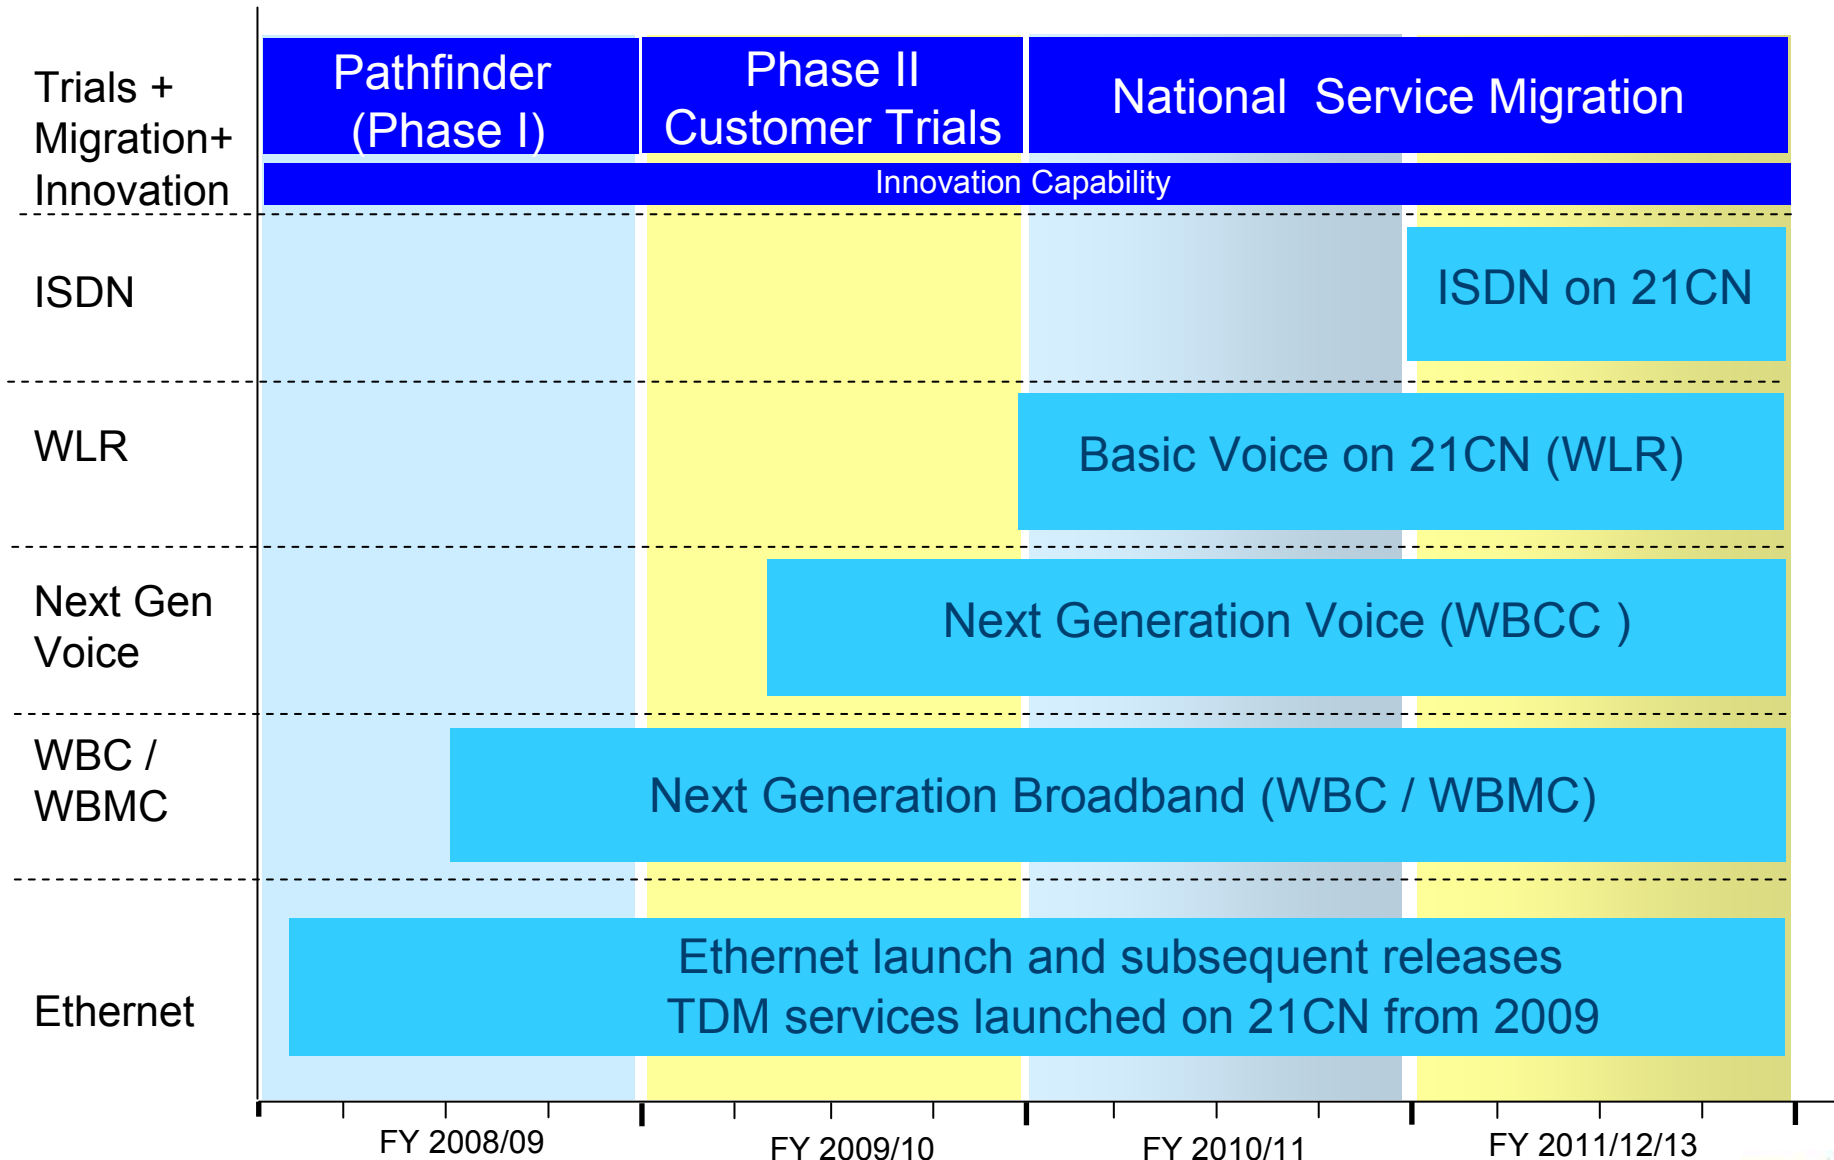 Trials +
Migration+
Innovation
Pathfinder
(Phase I)
Phase II
Customer Trials
National Service Migration
Innovation Capability
ISDN
ISDN on 21CN
WLR
Basic Voice on 21CN (WLR)
Next Gen
Voice
Next Generation Voice (WBCC )
WBC /
WBMC
Next Generation Broadband (WBC / WBMC)
Ethernet
Ethernet launch and subsequent releases
TDM services launched on 21CN from 2009
FY 2008/09
FY 2009/10
FY 2010/11
FY 2011/12/13